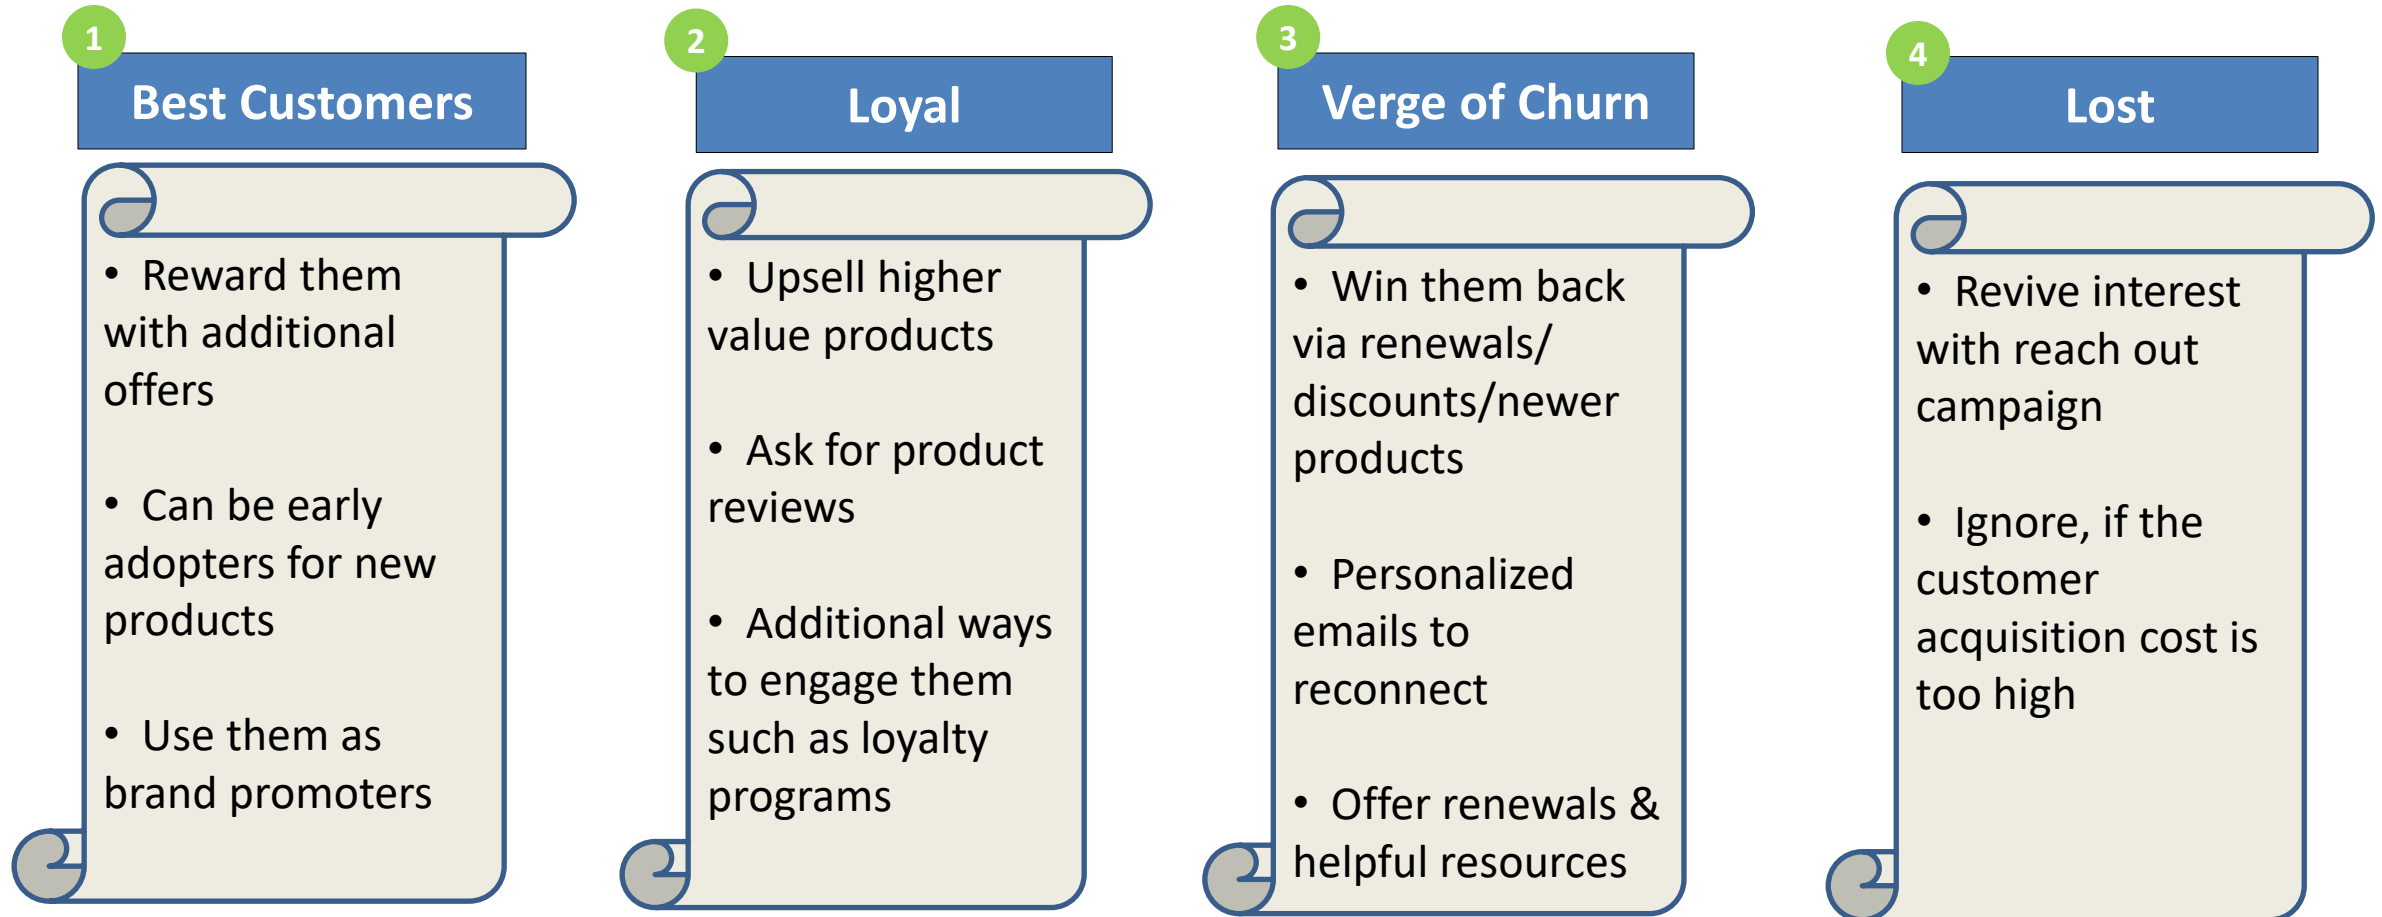 1
Best Customers
• Reward them
with additional
offers
• Can be early
adopters for new
products
• Use them as
brand promoters
2
Loyal
• Upsell higher
value products
• Ask for product
reviews
• Additional ways
to engage them
such as loyalty
programs
3
Verge of Churn
• Win them back
via renewals/
discounts/newer
products
• Personalized
emails to
reconnect
• Offer renewals &
helpful resources
4
Lost
• Revive interest
with reach out
campaign
• Ignore, if the
customer
acquisition cost is
too high